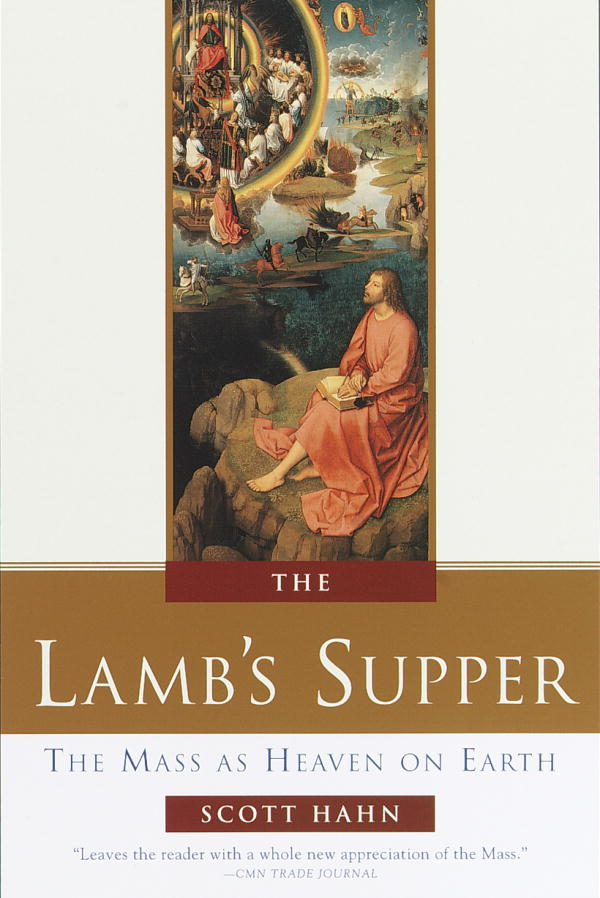 THE
LAMB'S SUPPER
THE MASS AS HEAVEN ON EARTH
SCOTT HAHN
“Leaves the reader with a whole new appreciation of the Mass.”
—CMN TRADE JOURNAL